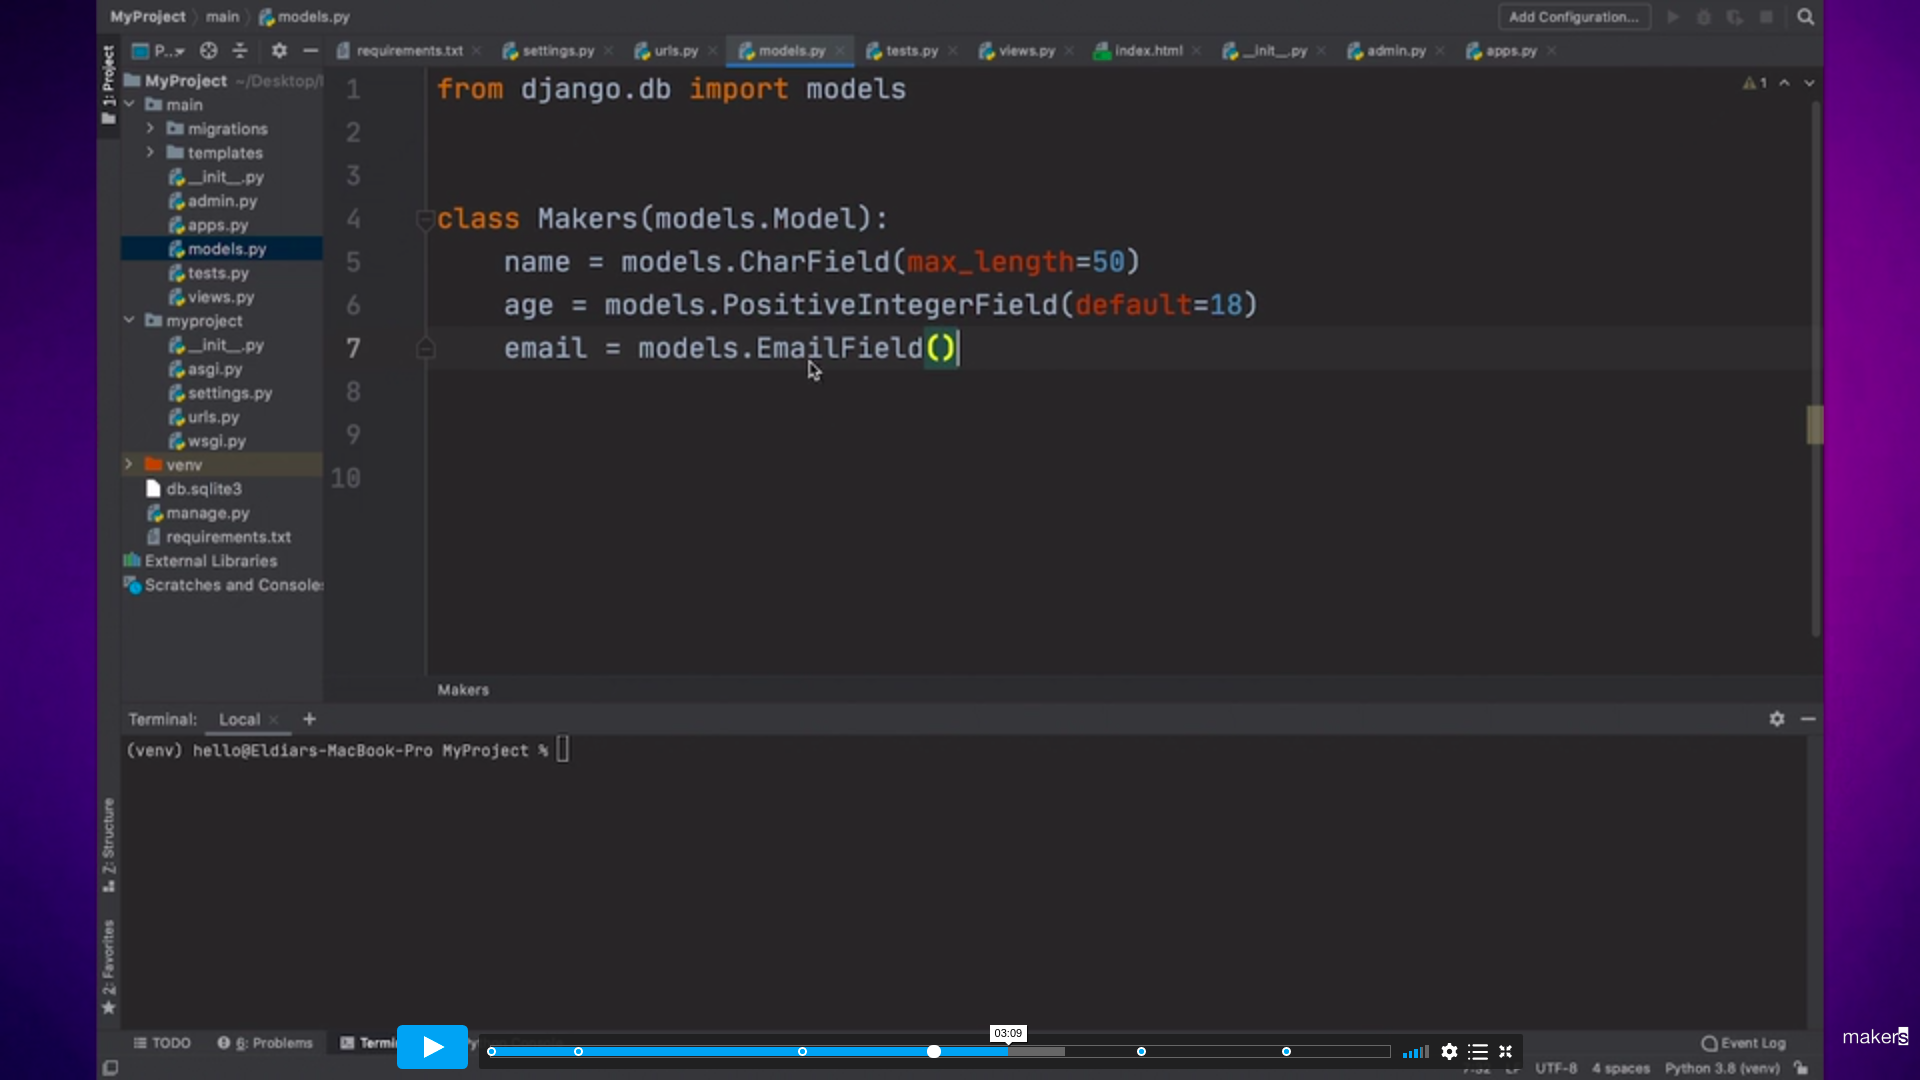 MyProject main models.py Add Configuration...
1: Project P... requirements.txt settings.py urls.py models.py tests.py views.py index.html __init__.py admin.py apps.py
MyProject ~/Desktop/
main
migrations
templates
__init__.py
admin.py
apps.py
models.py
tests.py
views.py
myproject
__init__.py
asgi.py
settings.py
urls.py
wsgi.py
venv
db.sqlite3
manage.py
requirements.txt
External Libraries
Scratches and Consoles
1 from django.db import models
2
3
4 class Makers(models.Model):
5 name = models.CharField(max_length=50)
6 age = models.PositiveIntegerField(default=18)
7 email = models.EmailField()
8
9
10
1
Makers
Terminal: Local +
(venv) hello@Eldiars-MacBook-Pro MyProject %
Z: Structure
2: Favorites
03:09
TODO 6: Problems Termi Event Log
makers
UTF-8 4 spaces Python 3.8 (venv)